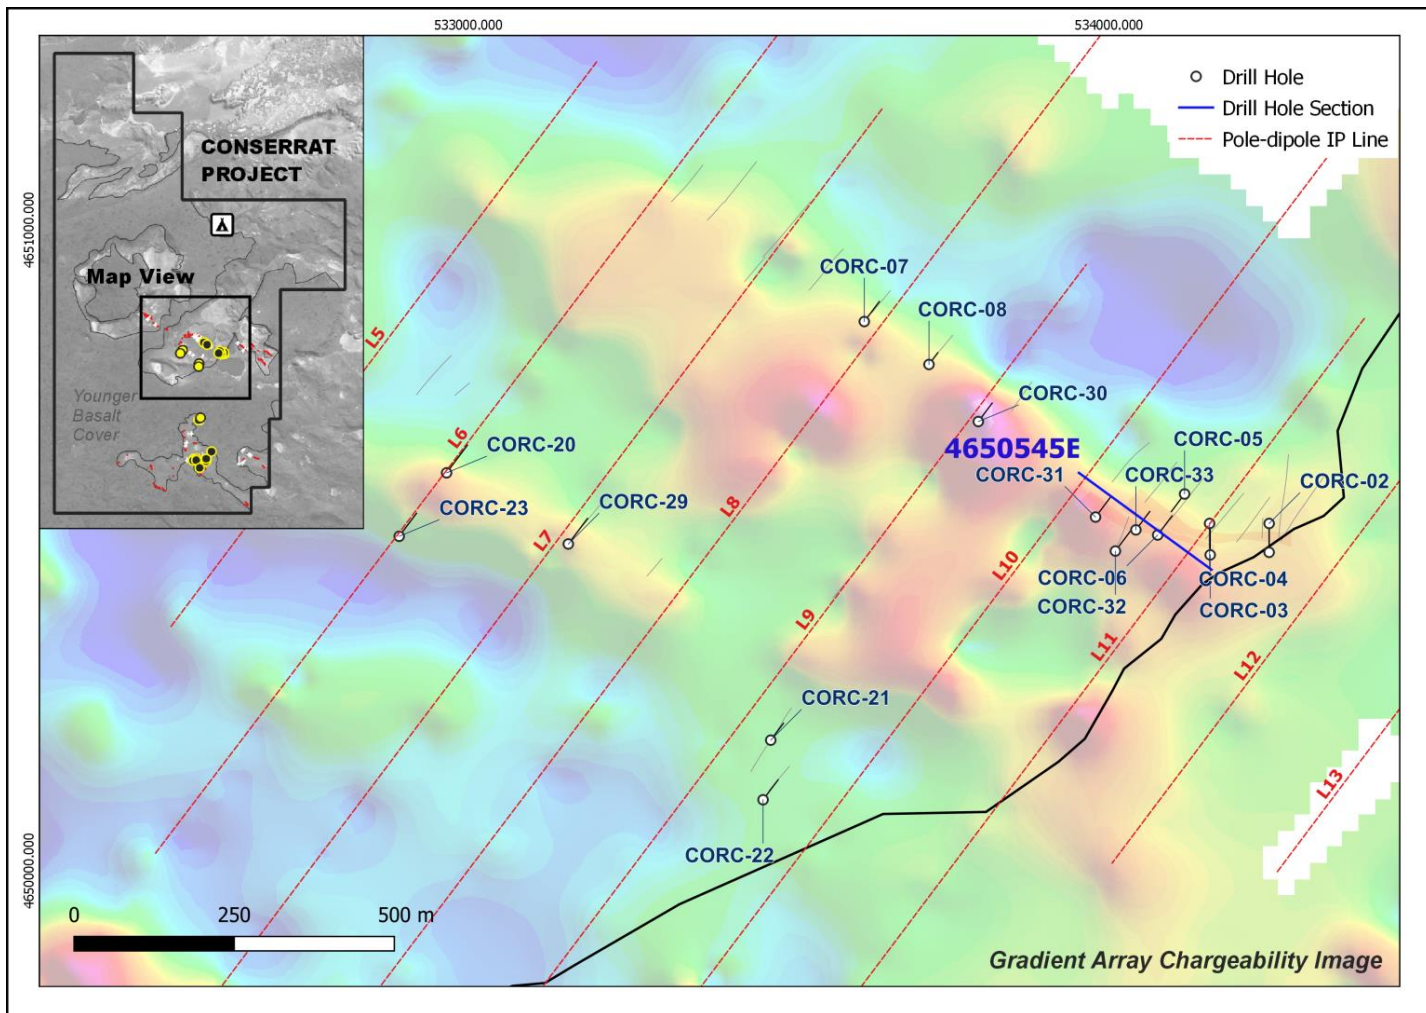 533000.000
534000.000
4651000.000
4650000.000
CONSERRAT
PROJECT
Map View
Younger
Basalt
Cover
Drill Hole
Drill Hole Section
Pole-dipole IP Line
CORC-07
CORC-08
L5
CORC-30
L6
CORC-20
4650545E
CORC-05
CORC-31
CORC-33
CORC-02
CORC-23
CORC-29
L7
L8
L10
CORC-06
CORC-04
CORC-32
CORC-03
L9
L11
L12
CORC-21
L13
CORC-22
0
250
500 m
Gradient Array Chargeability Image